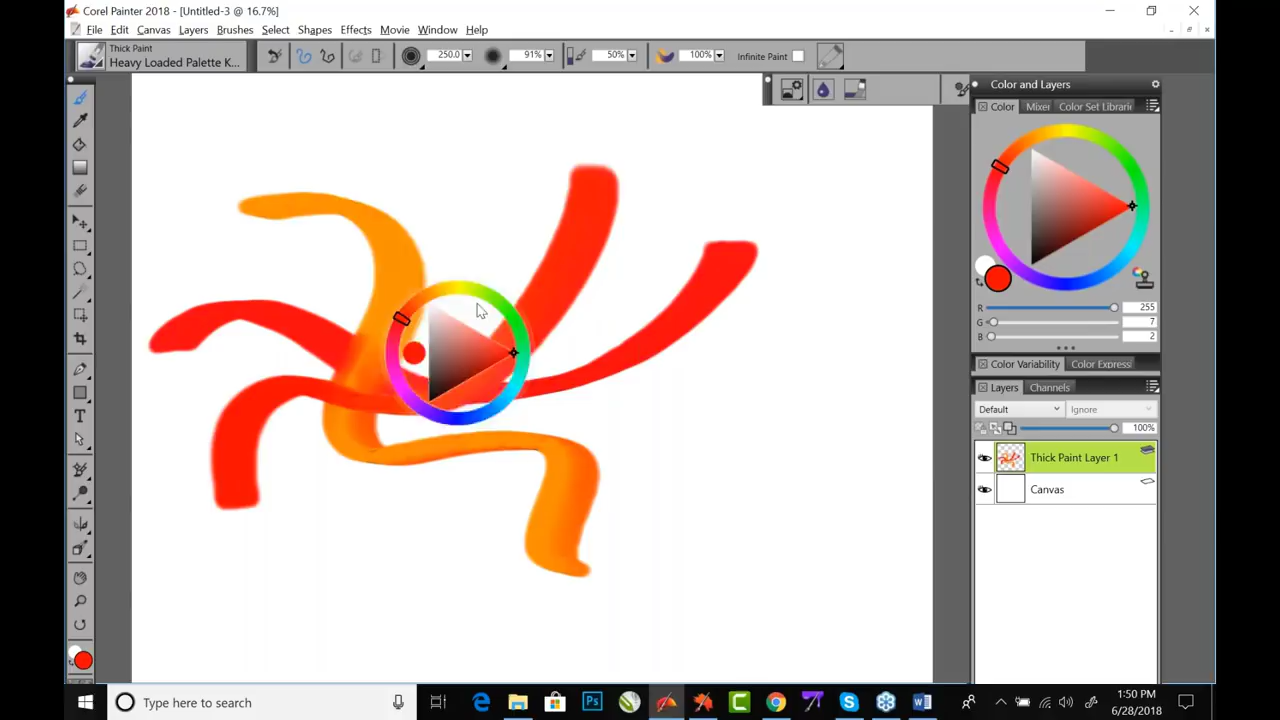 Corel Painter 2018 - [Untitled-3 @ 16.7%]
File Edit Canvas Layers Brushes Select Shapes Effects Movie Window Help
Thick Paint
Heavy Loaded Palette K...
250.0 91% 50% 100% Infinite Paint
Color and Layers
Color Mixer Color Set Librarie
R 255
G 7
B 2
Color Variability Color Expres
Layers Channels
Default Ignore
100%
Thick Paint Layer 1
Canvas
T
Type here to search
Ps
1:50 PM
6/28/2018